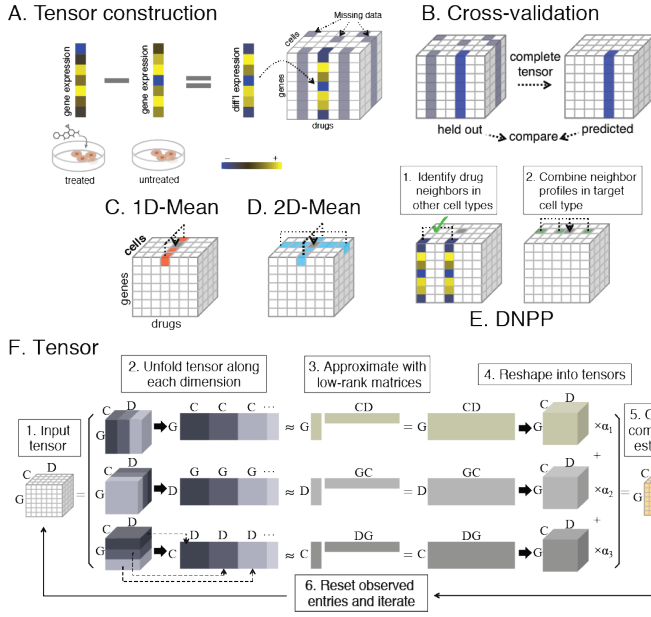 A. Tensor construction
Missing data
cells
gene expression
gene expression
diff'l expression
genes
drugs
treated
untreated
− +
B. Cross-validation
complete
tensor
held out
predicted
compare
C. 1D-Mean
cells
genes
drugs
D. 2D-Mean
1. Identify drug
neighbors in
other cell types
2. Combine neighbor
profiles in target
cell type
E. DNPP
F. Tensor
1. Input
tensor
2. Unfold tensor along
each dimension
3. Approximate with
low-rank matrices
4. Reshape into tensors
C D
G
=
C D
G G
C C C ...
≈ G
CD
= G
CD
C D
G
×α1
+
C D
G D
G G G ...
≈ D
GC
= D
GC
C D
G
×α2
=
+
C D
G C
D D D ...
≈ C
DG
= C
DG
C D
G
×α3
6. Reset observed
entries and iterate